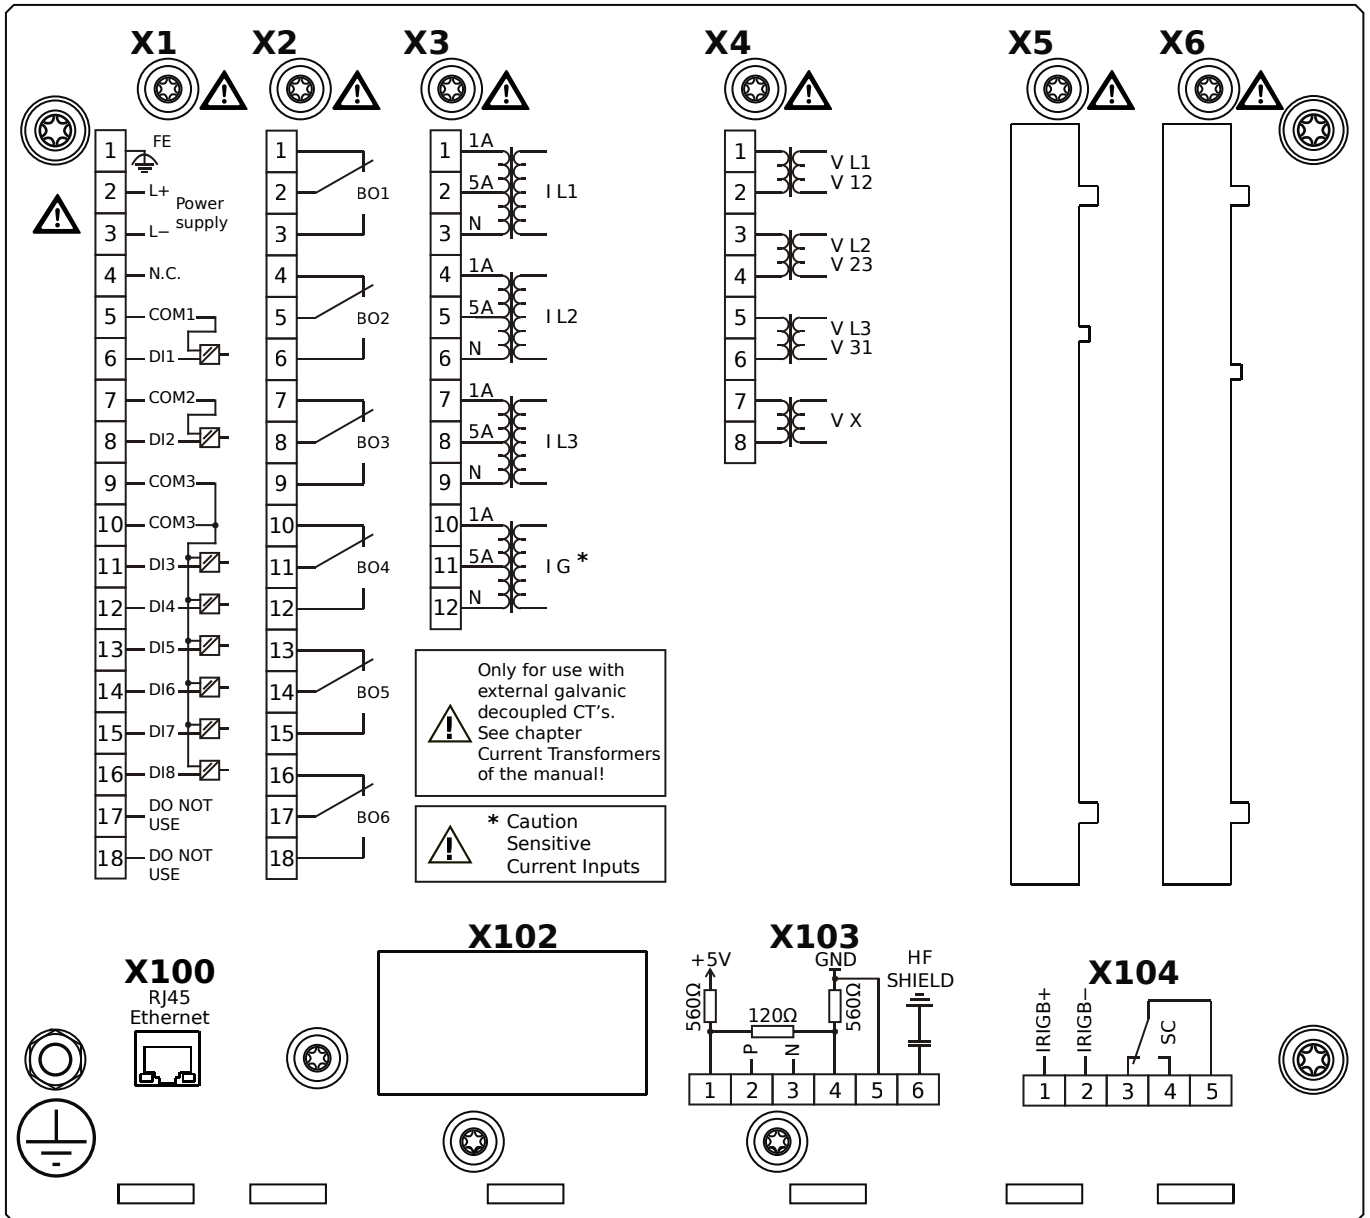 X1
X2
X3
X4
X5
X6
1 FE
2 L+
Power
supply
3 L−
4 N.C.
5 COM1
6 DI1
7 COM2
8 DI2
9 COM3
10 COM3
11 DI3
12 DI4
13 DI5
14 DI6
15 DI7
16 DI8
17 DO NOT
USE
18 DO NOT
USE
1
2 BO1
3
4
5 BO2
6
7
8 BO3
9
10
11 BO4
12
13
14 BO5
15
16
17 BO6
18
1 1A
2 5A I L1
3 N
4 1A
5 5A I L2
6 N
7 1A
8 5A I L3
9 N
10 1A
11 5A I G *
12 N
Only for use with
external galvanic
decoupled CT's.
See chapter
Current Transformers
of the manual!
* Caution
Sensitive
Current Inputs
1 V L1
2 V 12
3 V L2
4 V 23
5 V L3
6 V 31
7 V X
8
X100
RJ45
Ethernet
X102
X103
+5V
GND
HF
SHIELD
560Ω
120Ω
560Ω
P
N
1 2 3 4 5 6
X104
IRIGB+
IRIGB−
SC
1 2 3 4 5